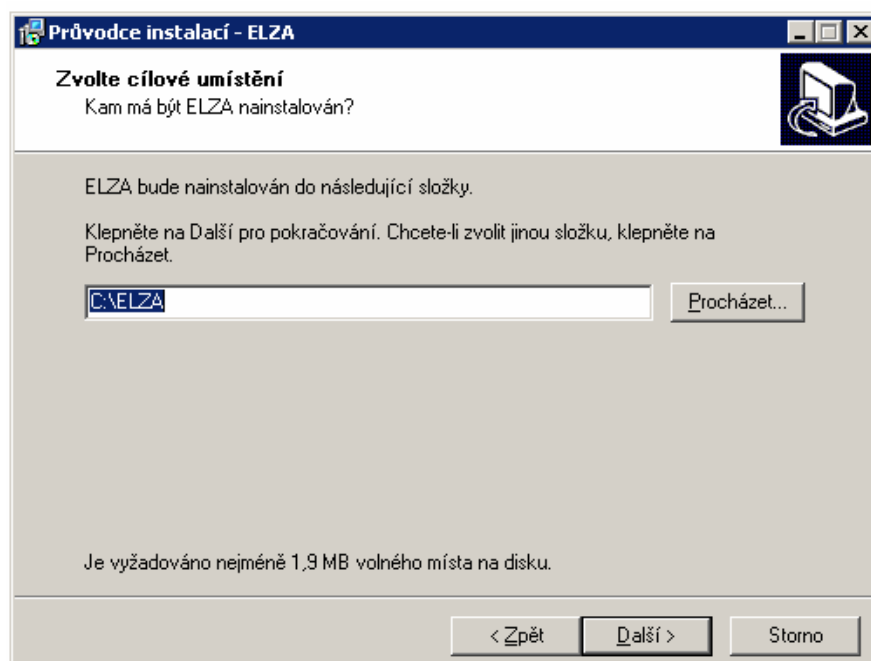 Průvodce instalací - ELZA
Zvolte cílové umístění
Kam má být ELZA nainstalován?
ELZA bude nainstalován do následující složky.
Klepněte na Další pro pokračování. Chcete-li zvolit jinou složku, klepněte na
Procházet.
C:\ELZA
Procházet...
Je vyžadováno nejméně 1,9 MB volného místa na disku.
< Zpět
Další >
Storno